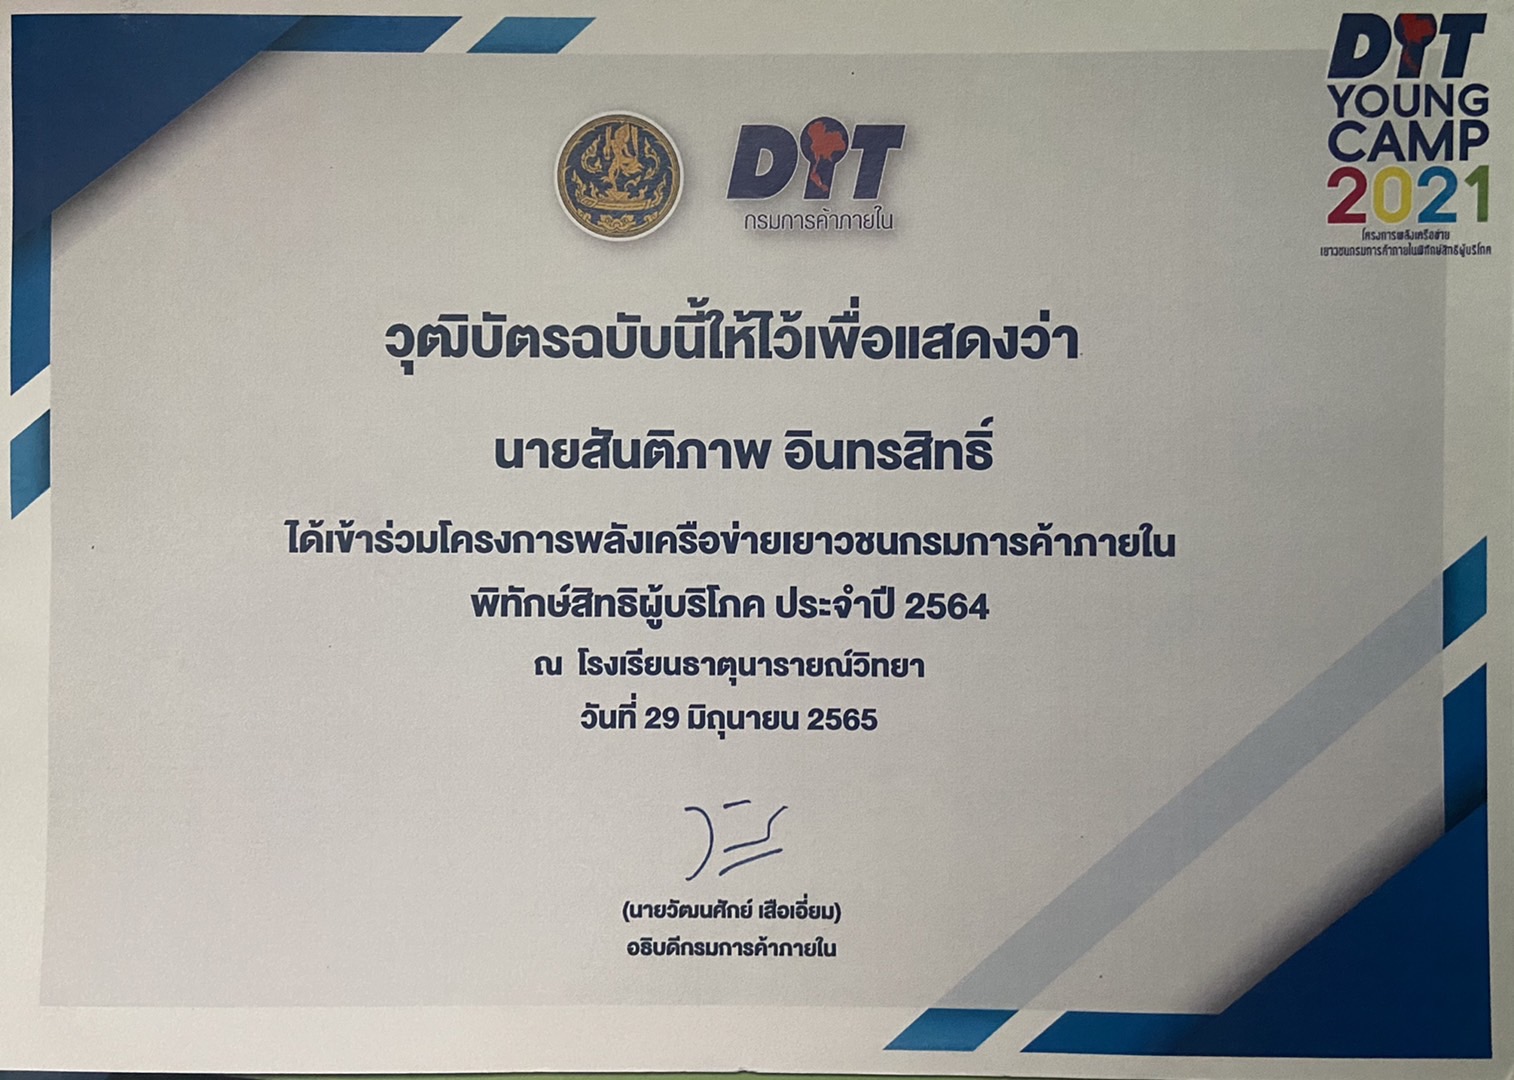 DIT
YOUNG
CAMP
2021
โครงการพลังเครือข่าย
เยาวชนกรมการค้าภายในพิทักษ์สิทธิผู้บริโภค
DIT
กรมการค้าภายใน
วุฒิบัตรฉบับนี้ให้ไว้เพื่อแสดงว่า
นายสันติภาพ อินทรสิทธิ์
ได้เข้าร่วมโครงการพลังเครือข่ายเยาวชนกรมการค้าภายใน
พิทักษ์สิทธิผู้บริโภค ประจำปี 2564
ณ โรงเรียนธาตุนารายณ์วิทยา
วันที่ 29 มิถุนายน 2565
(นายวัฒนศักย์ เสือเอี่ยม)
อธิบดีกรมการค้าภายใน